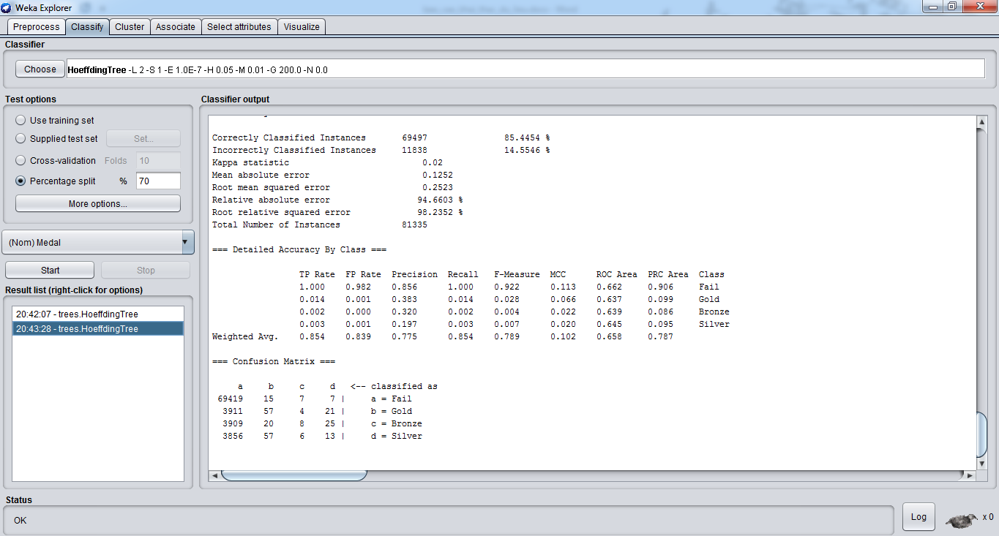 Weka Explorer
Preprocess Classify Cluster Associate Select attributes Visualize
Classifier
Choose HoeffdingTree -L 2 -S 1 -E 1.0E-7 -H 0.05 -M 0.01 -G 200.0 -N 0.0
Test options
Use training set
Supplied test set Set...
Cross-validation Folds 10
Percentage split % 70
More options...
(Nom) Medal
Start Stop
Result list (right-click for options)
20:42:07 - trees.HoeffdingTree
20:43:28 - trees.HoeffdingTree
Classifier output
Correctly Classified Instances 69497 85.4454 %
Incorrectly Classified Instances 11838 14.5546 %
Kappa statistic 0.02
Mean absolute error 0.1252
Root mean squared error 0.2523
Relative absolute error 94.6603 %
Root relative squared error 98.2352 %
Total Number of Instances 81335
=== Detailed Accuracy By Class ===
TP Rate FP Rate Precision Recall F-Measure MCC ROC Area PRC Area Class
1.000 0.982 0.856 1.000 0.922 0.113 0.662 0.906 Fail
0.014 0.001 0.383 0.014 0.028 0.066 0.637 0.099 Gold
0.002 0.000 0.320 0.002 0.004 0.022 0.639 0.086 Bronze
0.003 0.001 0.197 0.003 0.007 0.020 0.645 0.095 Silver
Weighted Avg. 0.854 0.839 0.775 0.854 0.789 0.102 0.658 0.787
=== Confusion Matrix ===
a b c d <-- classified as
69419 15 7 7 | a = Fail
3911 57 4 21 | b = Gold
3909 20 8 25 | c = Bronze
3856 57 6 13 | d = Silver
Status
OK
Log x 0